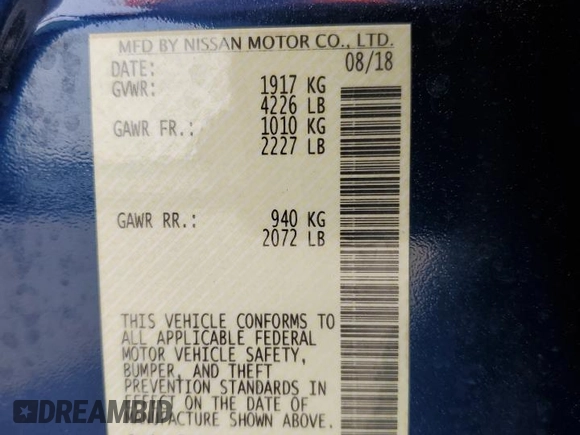 MFD BY NISSAN MOTOR CO., LTD.
DATE: 08/18
GVWR: 1917 KG
4226 LB
GAWR FR.: 1010 KG
2227 LB
GAWR RR.: 940 KG
2072 LB
THIS VEHICLE CONFORMS TO
ALL APPLICABLE FEDERAL
MOTOR VEHICLE SAFETY,
BUMPER, AND THEFT
PREVENTION STANDARDS IN
ON THE DATE OF
SHOWN ABOVE.
DREAMBID